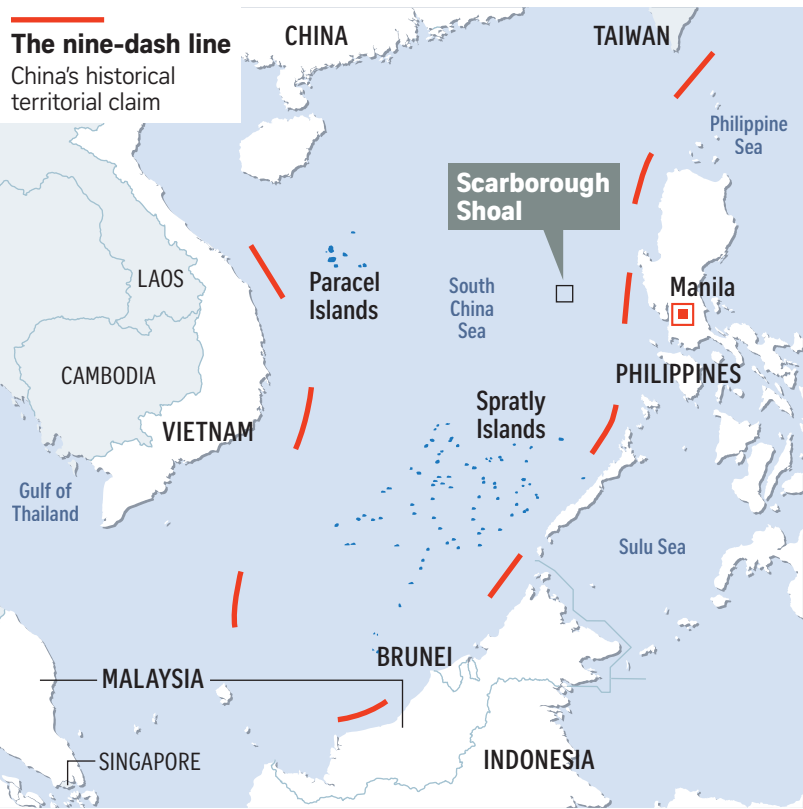 The nine-dash line
China's historical
territorial claim
CHINA
TAIWAN
Philippine
Sea
Scarborough
Shoal
LAOS
Paracel
Islands
South
China
Sea
Manila
CAMBODIA
PHILIPPINES
Spratly
Islands
VIETNAM
Gulf of
Thailand
Sulu Sea
BRUNEI
MALAYSIA
SINGAPORE
INDONESIA